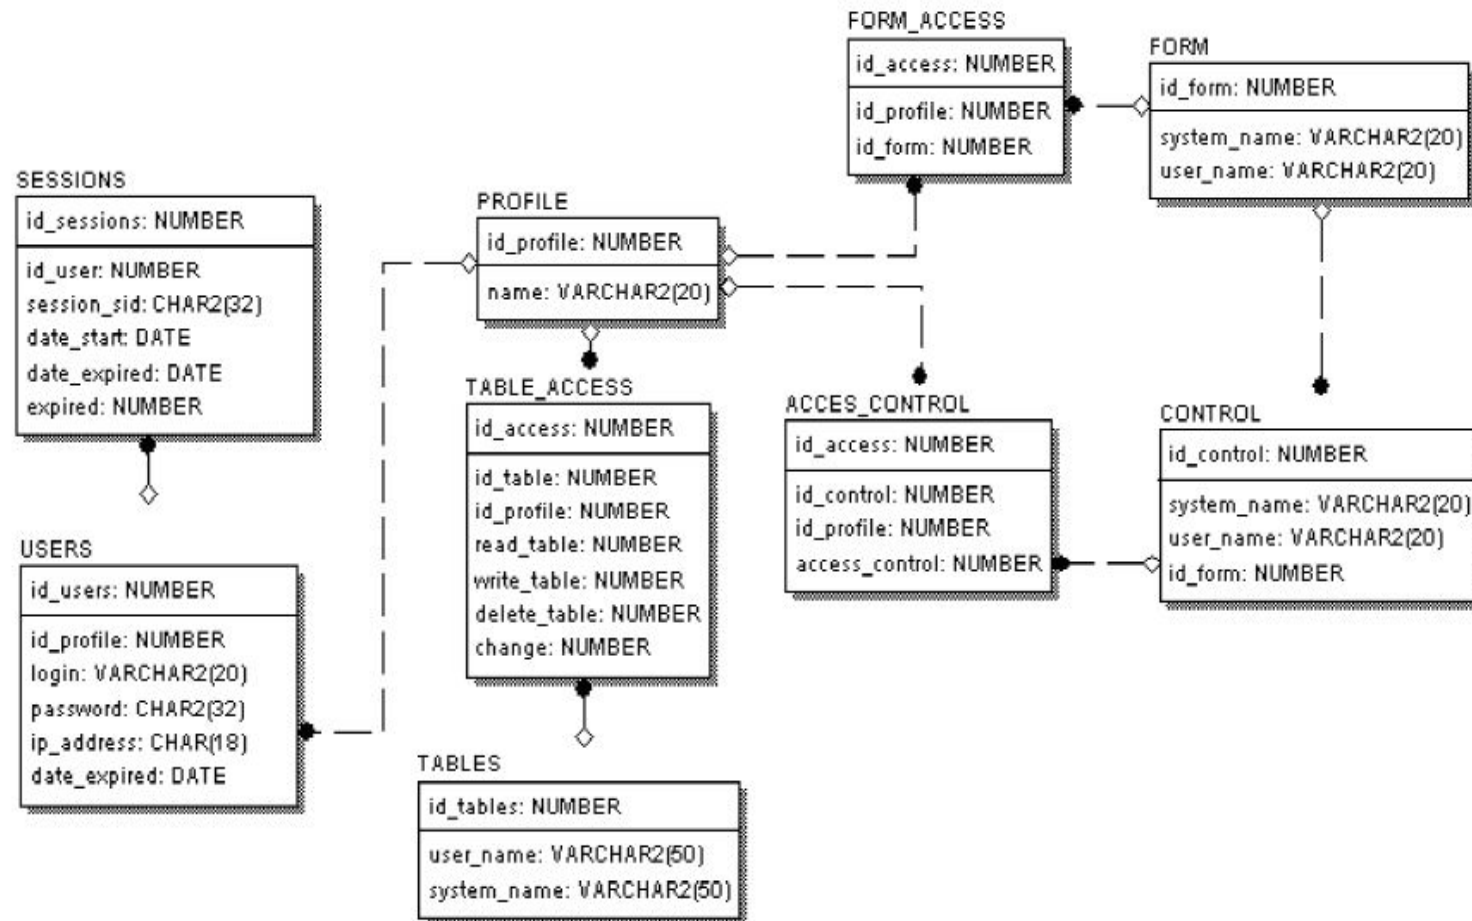 FORM_ACCESS
id_access: NUMBER
id_profile: NUMBER
id_form: NUMBER
FORM
id_form: NUMBER
system_name: VARCHAR2(20)
user_name: VARCHAR2(20)
SESSIONS
id_sessions: NUMBER
id_user: NUMBER
session_sid: CHAR2(32)
date_start: DATE
date_expired: DATE
expired: NUMBER
PROFILE
id_profile: NUMBER
name: VARCHAR2(20)
TABLE_ACCESS
id_access: NUMBER
id_table: NUMBER
id_profile: NUMBER
read_table: NUMBER
write_table: NUMBER
delete_table: NUMBER
change: NUMBER
ACCES_CONTROL
id_access: NUMBER
id_control: NUMBER
id_profile: NUMBER
access_control: NUMBER
CONTROL
id_control: NUMBER
system_name: VARCHAR2(20)
user_name: VARCHAR2(20)
id_form: NUMBER
USERS
id_users: NUMBER
id_profile: NUMBER
login: VARCHAR2(20)
password: CHAR2(32)
ip_address: CHAR(18)
date_expired: DATE
TABLES
id_tables: NUMBER
user_name: VARCHAR2(50)
system_name: VARCHAR2(50)